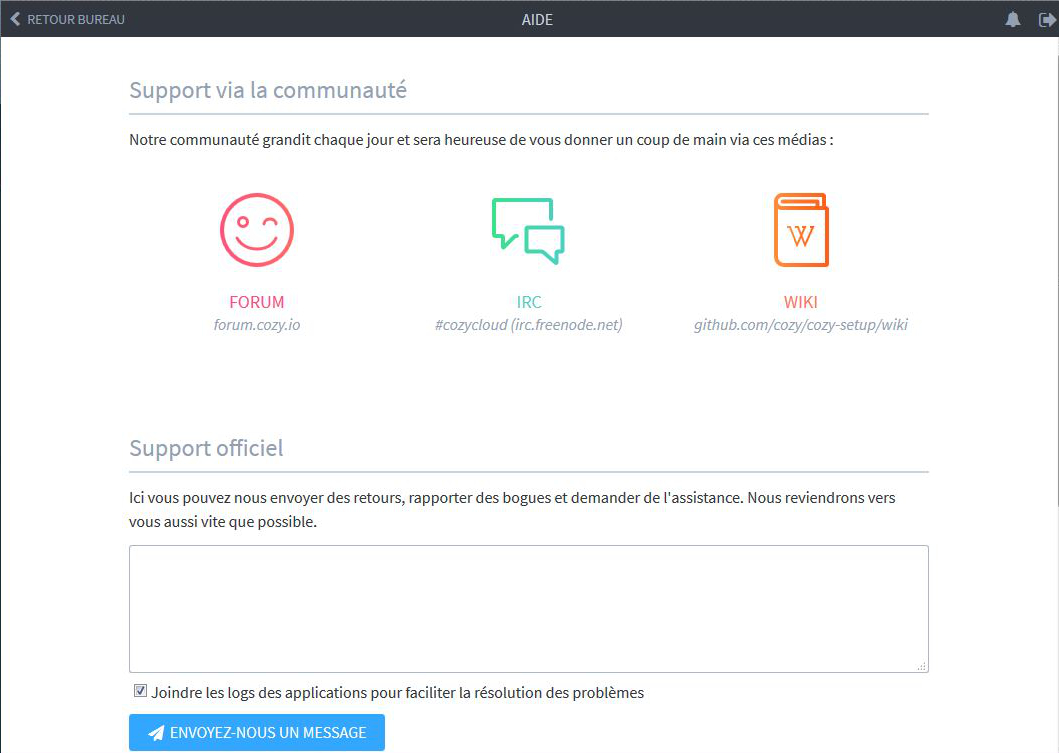 RETOUR BUREAU
AIDE
Support via la communauté
Notre communauté grandit chaque jour et sera heureuse de vous donner un coup de main via ces médias :
W
FORUM
IRC
WIKI
forum.cozy.io
#cozycloud (irc.freenode.net)
github.com/cozy/cozy-setup/wiki
Support officiel
Ici vous pouvez nous envoyer des retours, rapporter des bogues et demander de l'assistance. Nous reviendrons vers
vous aussi vite que possible.
Joindre les logs des applications pour faciliter la résolution des problèmes
ENVOYEZ-NOUS UN MESSAGE